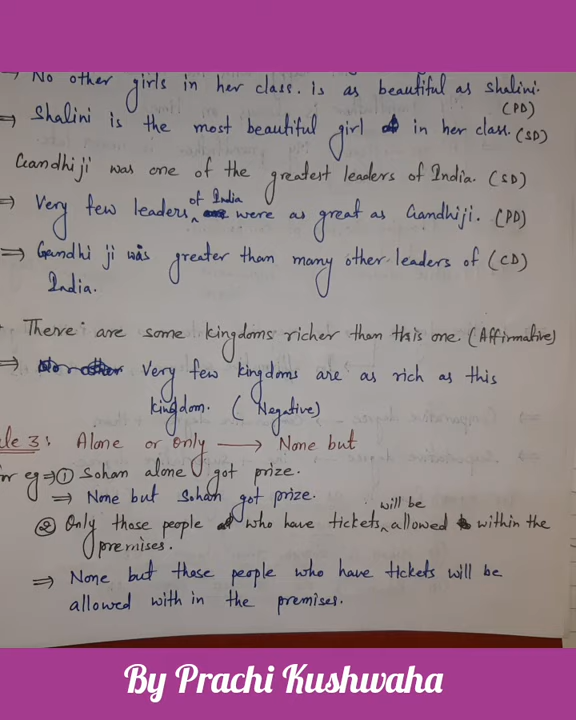 → No other girls in her class. is as beautiful as Shalini.
(PD)
⇒ Shalini is the most beautiful girl in her class. (SD)
Gandhiji was one of the greatest leaders of India. (SD)
⇒ Very few leaders of India were as great as Gandhiji. (PD)
⇒ Gandhi ji was greater than many other leaders of (CD)
India.
There are some kingdoms richer than this one. (Affirmative)
⇒ Very few kingdoms are as rich as this
kingdom. (Negative)
le 3: Alone or only → None but
for eg ⇒ ① Sohan alone got prize.
⇒ None but Sohan got prize.
② Only those people who have tickets will be allowed within the
premises.
⇒ None but those people who have tickets will be
allowed with in the premises.
By Prachi Kushwaha